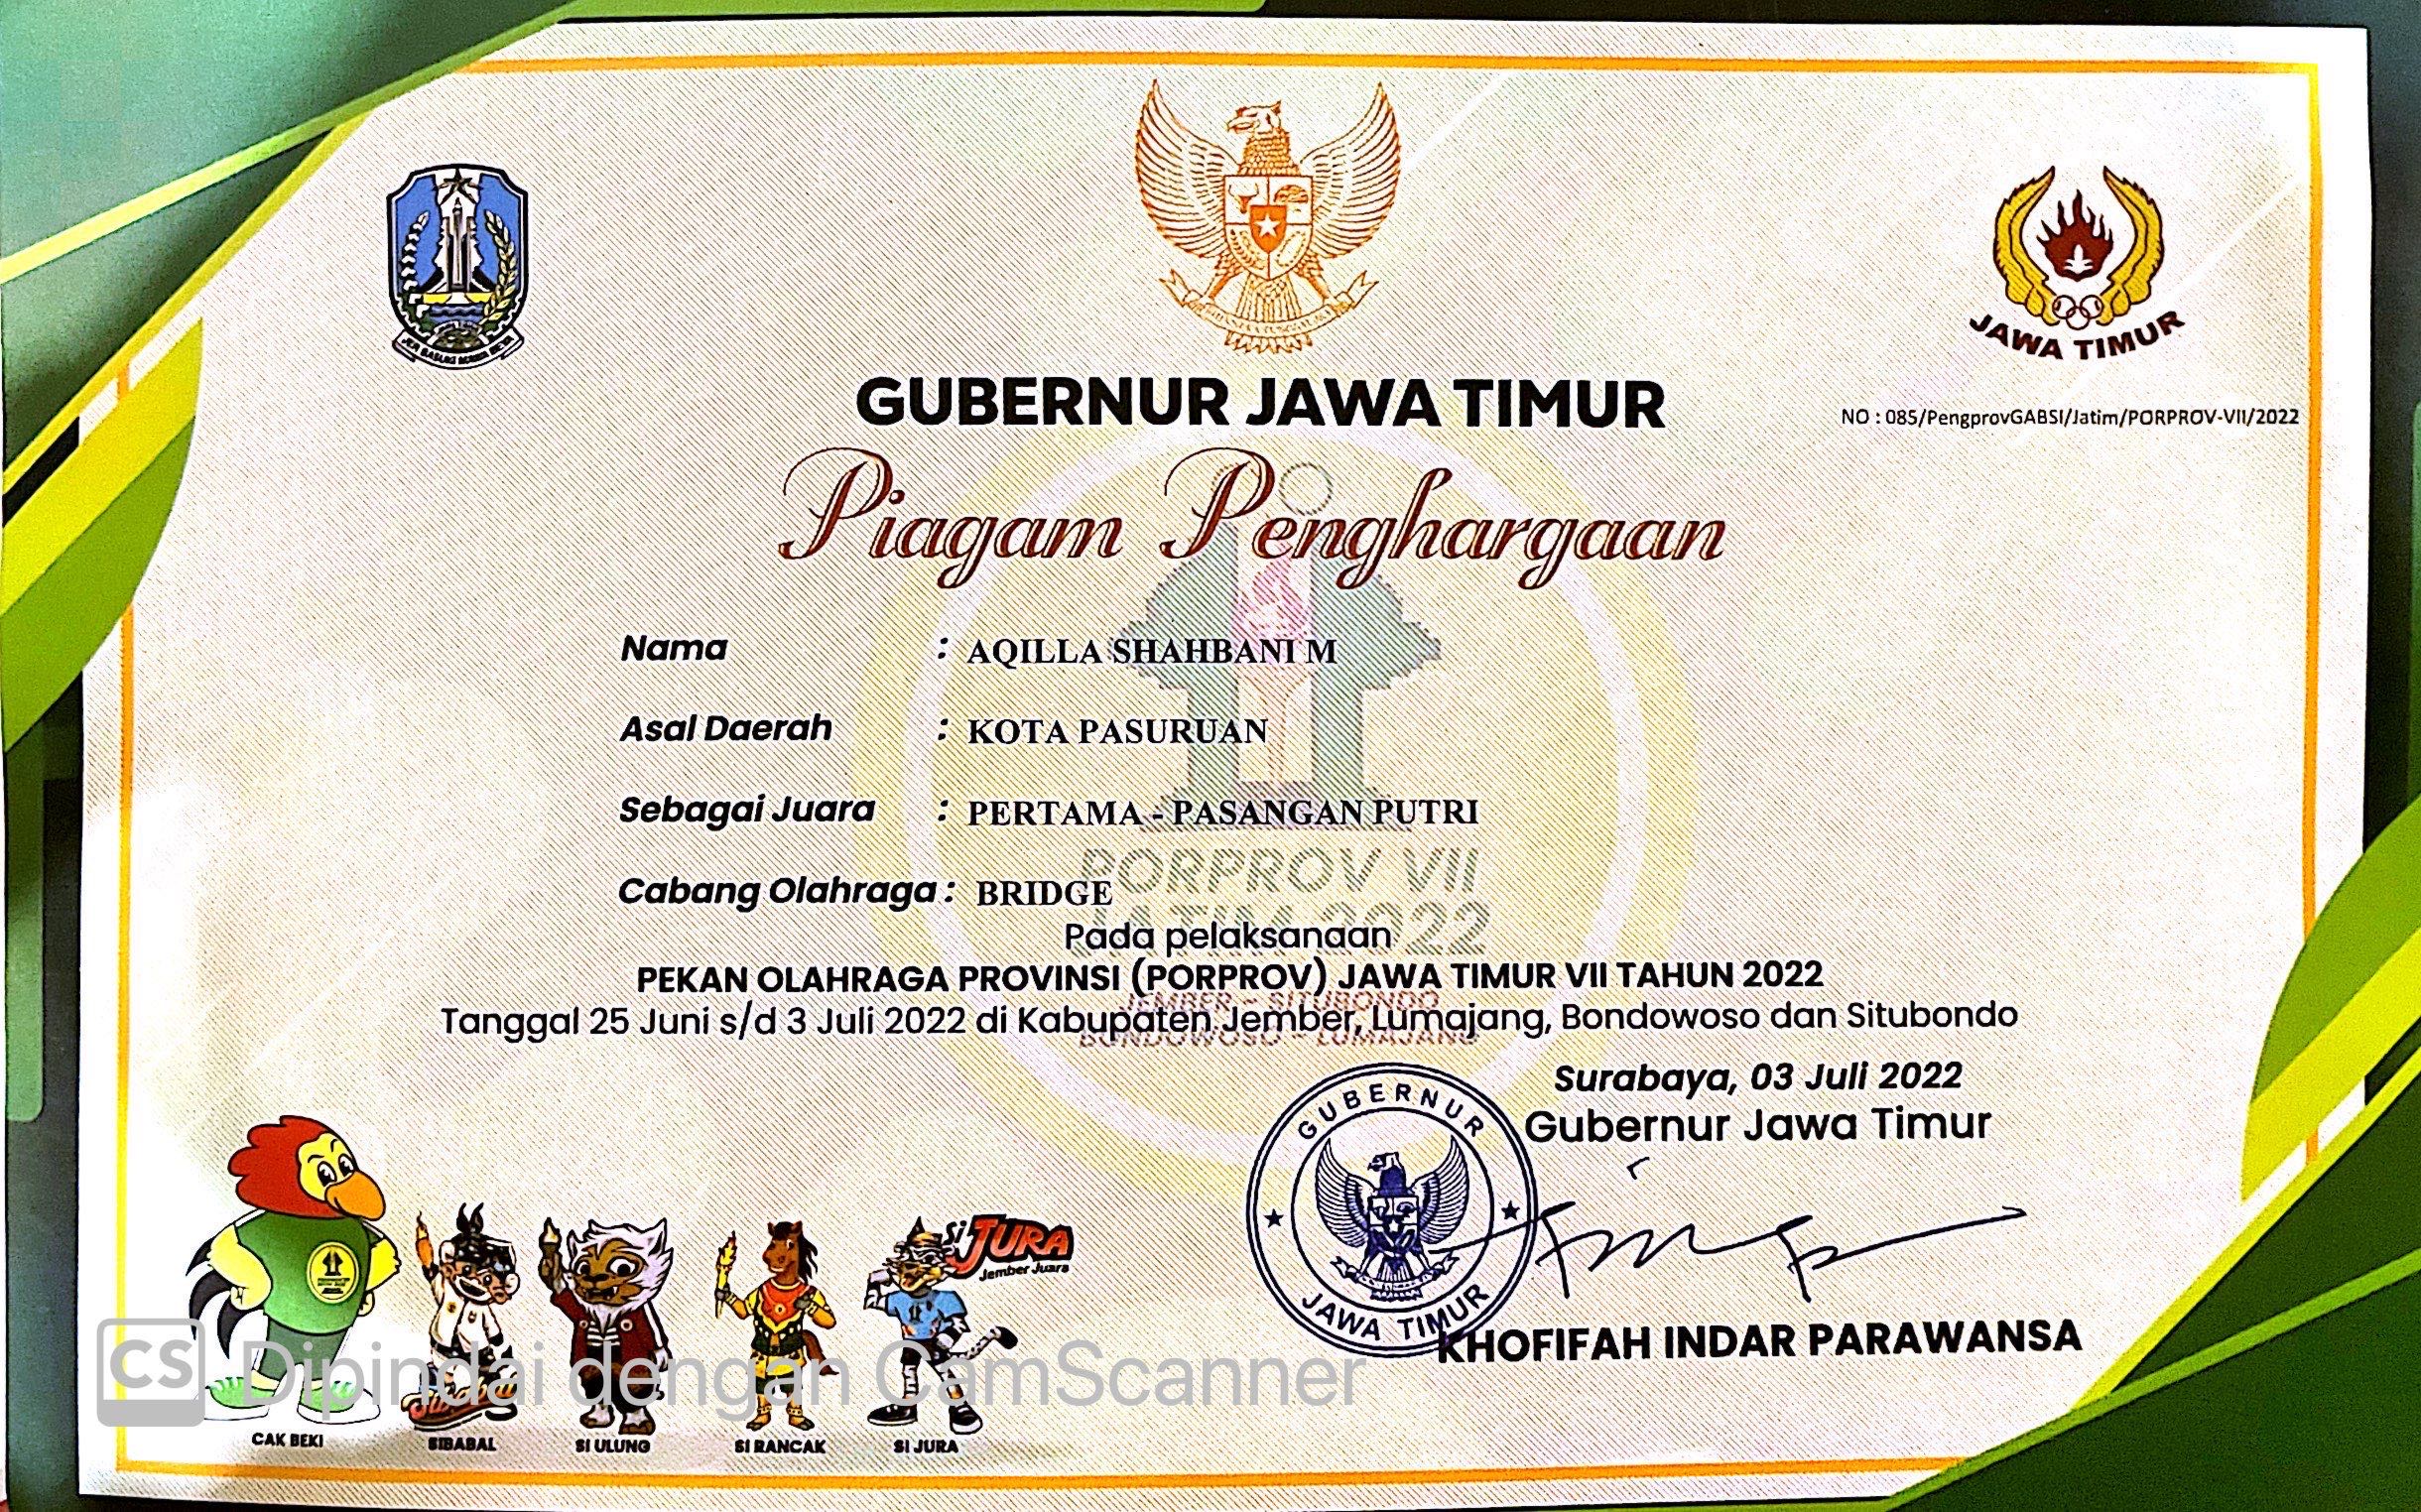 JER BASUKI MAWA BEYA
JAWA TIMUR
GUBERNUR JAWA TIMUR
NO : 085/PengprovGABSI/Jatim/PORPROV-VII/2022
Piagam Penghargaan
Nama : AQILLA SHAHBANI M
Asal Daerah : KOTA PASURUAN
Sebagai Juara : PERTAMA - PASANGAN PUTRI
PORPROV VII
Cabang Olahraga : BRIDGE
JATIM 2022
Pada pelaksanaan
PEKAN OLAHRAGA PROVINSI (PORPROV) JAWA TIMUR VII TAHUN 2022
JEMBER - SITUBONDO
Tanggal 25 Juni s/d 3 Juli 2022 di Kabupaten Jember, Lumajang, Bondowoso dan Situbondo
BONDOWOSO - LUMAJANG
Surabaya, 03 Juli 2022
Gubernur Jawa Timur
GUBERNUR
JAWA TIMUR
KHOFIFAH INDAR PARAWANSA
Si JURA
Jember Juara
CS Dipindai dengan CamScanner
CAK BEKI SIBABAL SI ULUNG SI RANCAK SI JURA